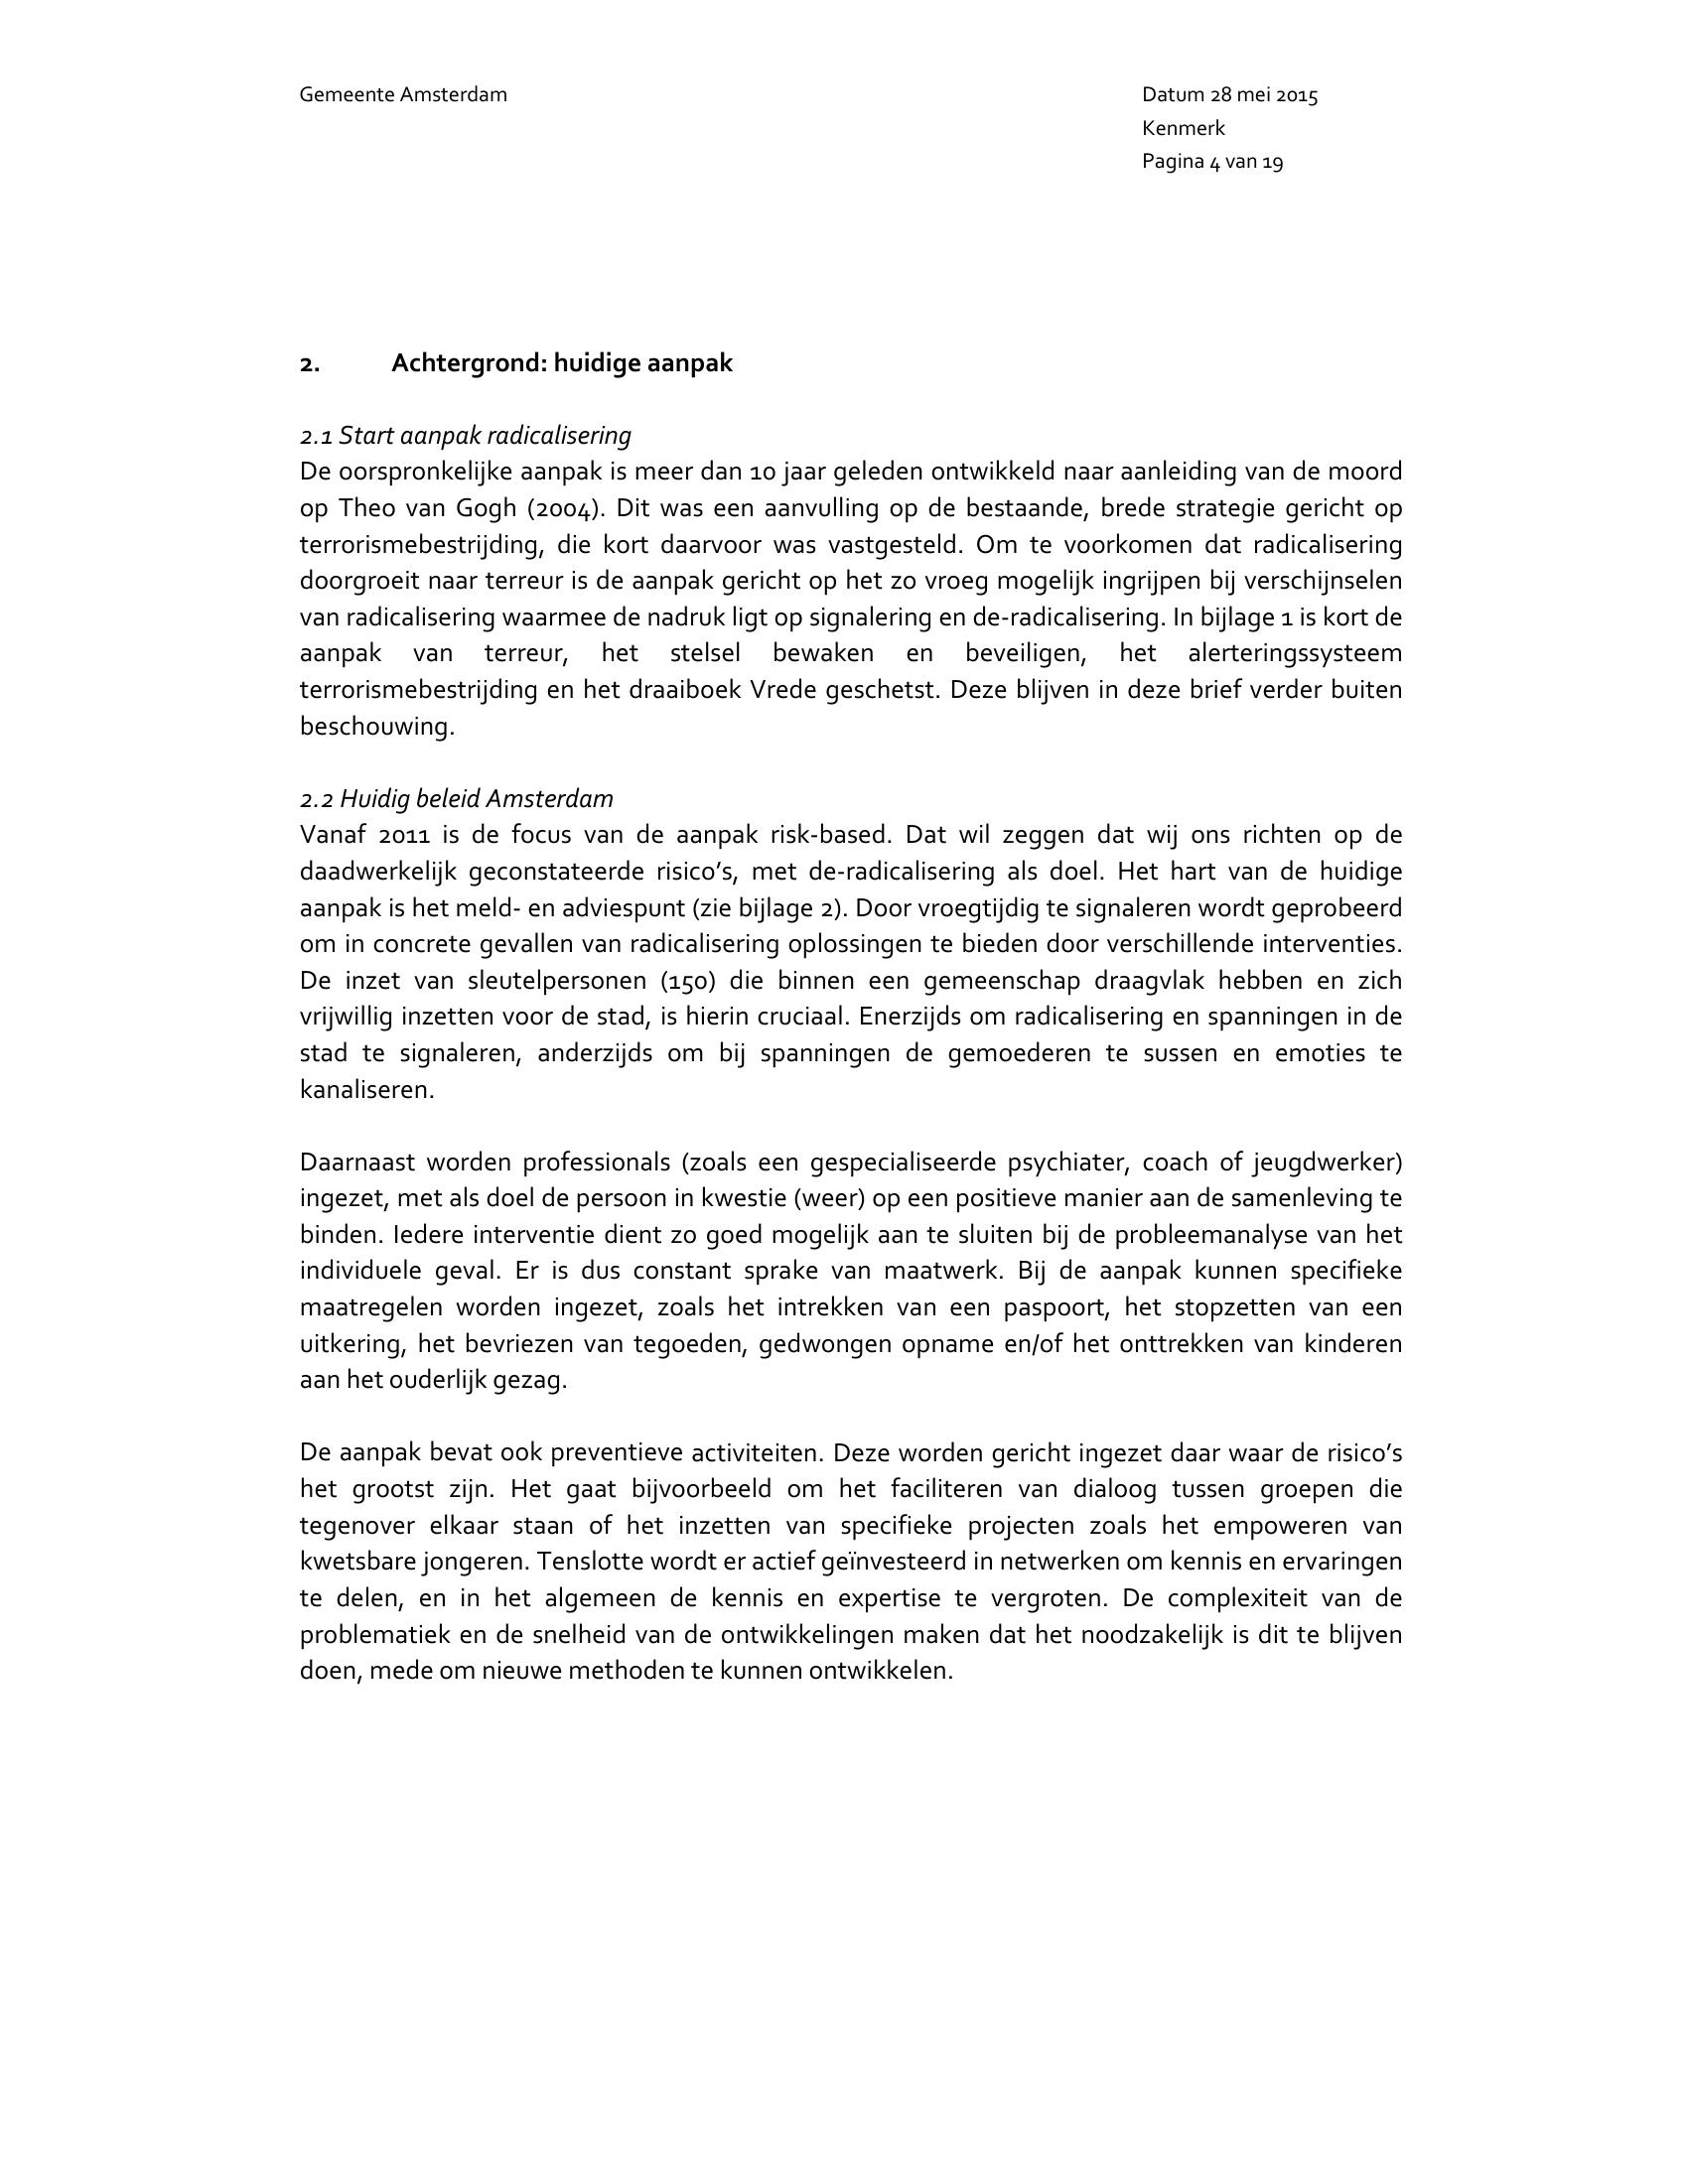 Gemeente Amsterdam
Datum 28 mei 2015
Kenmerk
Pagina 4 van 19
2. Achtergrond: huidige aanpak
2.1 Start aanpak radicalisering
De oorspronkelijke aanpak is meer dan 10 jaar geleden ontwikkeld naar aanleiding van de moord
op Theo van Gogh (2004). Dit was een aanvulling op de bestaande, brede strategie gericht op
terrorismebestrijding, die kort daarvoor was vastgesteld. Om te voorkomen dat radicalisering
doorgroeit naar terreur is de aanpak gericht op het zo vroeg mogelijk ingrijpen bij verschijnselen
van radicalisering waarmee de nadruk ligt op signalering en de-radicalisering. In bijlage 1 is kort de
aanpak van terreur, het stelsel bewaken en beveiligen, het alerteringssysteem
terrorismebestrijding en het draaiboek Vrede geschetst. Deze blijven in deze brief verder buiten
beschouwing.
2.2 Huidig beleid Amsterdam
Vanaf 2011 is de focus van de aanpak risk-based. Dat wil zeggen dat wij ons richten op de
daadwerkelijk geconstateerde risico's, met de-radicalisering als doel. Het hart van de huidige
aanpak is het meld- en adviespunt (zie bijlage 2). Door vroegtijdig te signaleren wordt geprobeerd
om in concrete gevallen van radicalisering oplossingen te bieden door verschillende interventies.
De inzet van sleutelpersonen (150) die binnen een gemeenschap draagvlak hebben en zich
vrijwillig inzetten voor de stad, is hierin cruciaal. Enerzijds om radicalisering en spanningen in de
stad te signaleren, anderzijds om bij spanningen de gemoederen te sussen en emoties te
kanaliseren.
Daarnaast worden professionals (zoals een gespecialiseerde psychiater, coach of jeugdwerker)
ingezet, met als doel de persoon in kwestie (weer) op een positieve manier aan de samenleving te
binden. Iedere interventie dient zo goed mogelijk aan te sluiten bij de probleemanalyse van het
individuele geval. Er is dus constant sprake van maatwerk. Bij de aanpak kunnen specifieke
maatregelen worden ingezet, zoals het intrekken van een paspoort, het stopzetten van een
uitkering, het bevriezen van tegoeden, gedwongen opname en/of het onttrekken van kinderen
aan het ouderlijk gezag.
De aanpak bevat ook preventieve activiteiten. Deze worden gericht ingezet daar waar de risico's
het grootst zijn. Het gaat bijvoorbeeld om het faciliteren van dialoog tussen groepen die
tegenover elkaar staan of het inzetten van specifieke projecten zoals het empoweren van
kwetsbare jongeren. Tenslotte wordt er actief geïnvesteerd in netwerken om kennis en ervaringen
te delen, en in het algemeen de kennis en expertise te vergroten. De complexiteit van de
problematiek en de snelheid van de ontwikkelingen maken dat het noodzakelijk is dit te blijven
doen, mede om nieuwe methoden te kunnen ontwikkelen.